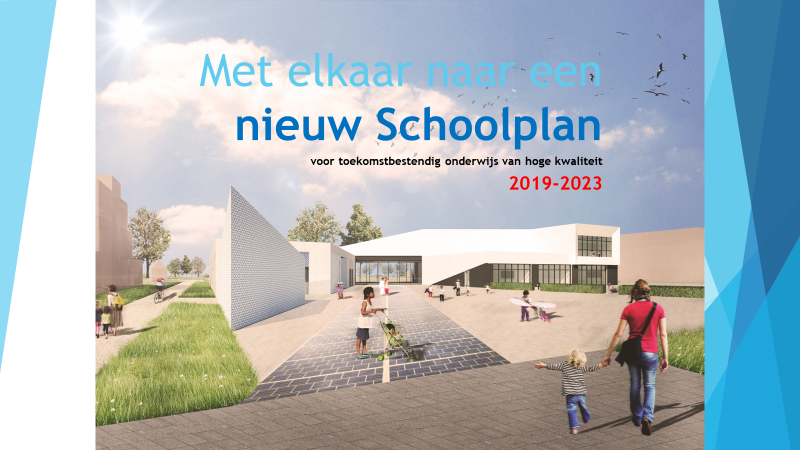 Met elkaar naar een
nieuw Schoolplan
voor toekomstbestendig onderwijs van hoge kwaliteit
2019-2023